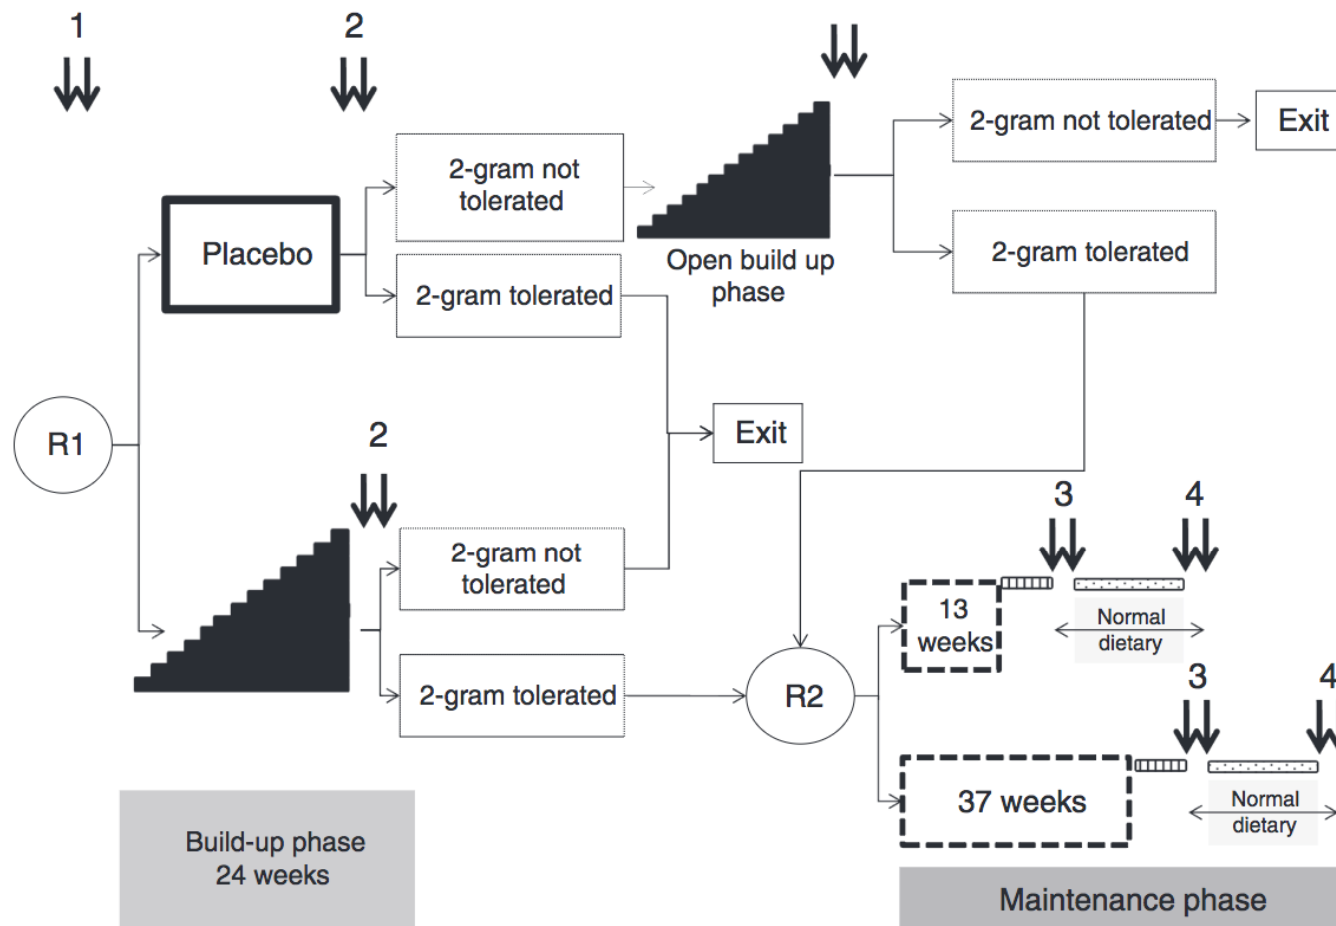 1
2
2-gram not
tolerated
2-gram not tolerated
Exit
Placebo
2-gram tolerated
Open build up
phase
2-gram tolerated
R1
2
Exit
2-gram not
tolerated
2-gram tolerated
R2
3
4
13
weeks
Normal
dietary
3
4
37 weeks
Normal
dietary
Build-up phase
24 weeks
Maintenance phase